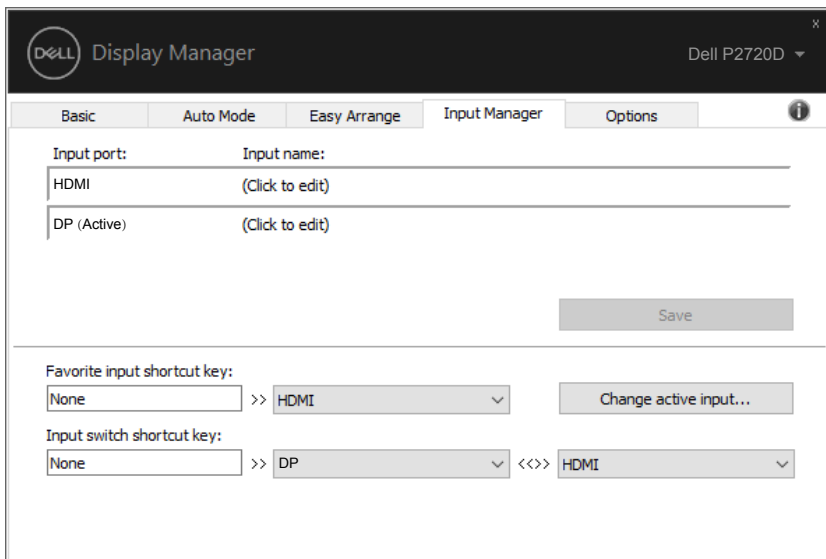 x
DELL Display Manager Dell P2720D
Basic Auto Mode Easy Arrange Input Manager Options i
Input port: Input name:
HDMI (Click to edit)
DP (Active) (Click to edit)
Save
Favorite input shortcut key:
None >> HDMI Change active input...
Input switch shortcut key:
None >> DP <<>> HDMI